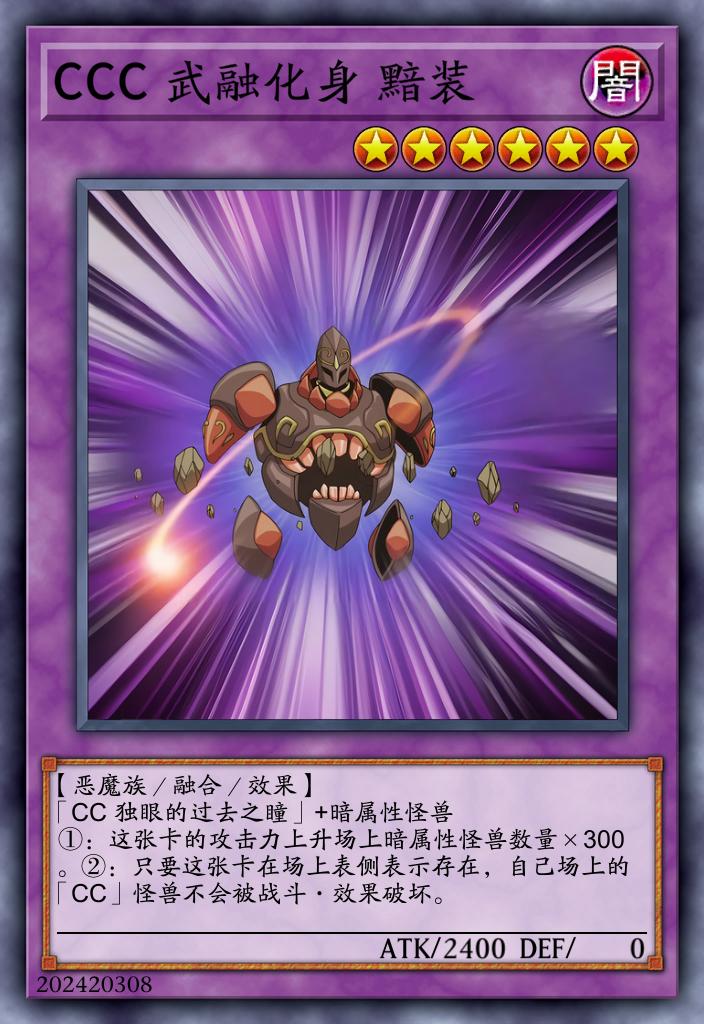 CCC 武融化身 黯装
闇
【恶魔族／融合／效果】
「CC 独眼的过去之瞳」+暗属性怪兽
①：这张卡的攻击力上升场上暗属性怪兽数量×300
。②：只要这张卡在场上表侧表示存在，自己场上的
「CC」怪兽不会被战斗・效果破坏。
ATK/2400 DEF/ 0
202420308